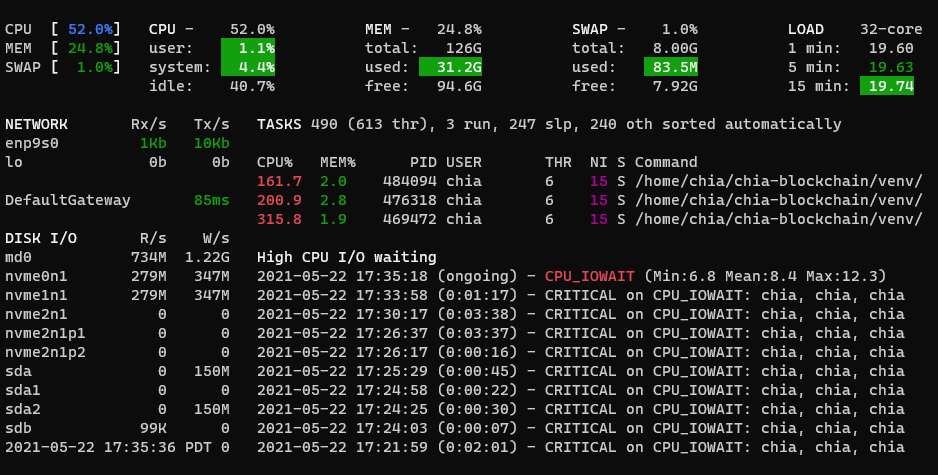 CPU  [ 52.0%]   CPU -    52.0%   MEM -    24.8%   SWAP -    1.0%   LOAD    32-core
MEM  [ 24.8%]   user:    1.1%   total:   126G   total:   8.00G   1 min:   19.60
SWAP [  1.0%]   system:  4.4%   used:   31.2G   used:   83.5M   5 min:   19.63
idle:   40.7%   free:   94.6G   free:   7.92G   15 min:  19.74
NETWORK       Rx/s   Tx/s   TASKS 490 (613 thr), 3 run, 247 slp, 240 oth sorted automatically
enp9s0         1Kb   10Kb
lo              0b     0b   CPU%   MEM%      PID USER       THR  NI S Command
161.7  2.0    484094 chia       6    15 S /home/chia/chia-blockchain/venv/
DefaultGateway       85ms   200.9  2.8    476318 chia       6    15 S /home/chia/chia-blockchain/venv/
315.8  1.9    469472 chia       6    15 S /home/chia/chia-blockchain/venv/
DISK I/O       R/s    W/s
md0           734M  1.22G   High CPU I/O waiting
nvme0n1       279M   347M   2021-05-22 17:35:18 (ongoing) - CPU_IOWAIT (Min:6.8 Mean:8.4 Max:12.3)
nvme1n1       279M   347M   2021-05-22 17:33:58 (0:01:17) - CRITICAL on CPU_IOWAIT: chia, chia, chia
nvme2n1          0      0   2021-05-22 17:30:17 (0:03:38) - CRITICAL on CPU_IOWAIT: chia, chia, chia
nvme2n1p1        0      0   2021-05-22 17:26:37 (0:03:37) - CRITICAL on CPU_IOWAIT: chia, chia, chia
nvme2n1p2        0      0   2021-05-22 17:26:17 (0:00:16) - CRITICAL on CPU_IOWAIT: chia, chia, chia
sda              0   150M   2021-05-22 17:25:29 (0:00:45) - CRITICAL on CPU_IOWAIT: chia, chia, chia
sda1             0      0   2021-05-22 17:24:58 (0:00:22) - CRITICAL on CPU_IOWAIT: chia, chia, chia
sda2             0   150M   2021-05-22 17:24:25 (0:00:30) - CRITICAL on CPU_IOWAIT: chia, chia, chia
sdb            99K      0   2021-05-22 17:24:03 (0:00:07) - CRITICAL on CPU_IOWAIT: chia, chia, chia
2021-05-22 17:35:36 PDT 0   2021-05-22 17:21:59 (0:02:01) - CRITICAL on CPU_IOWAIT: chia, chia, chia